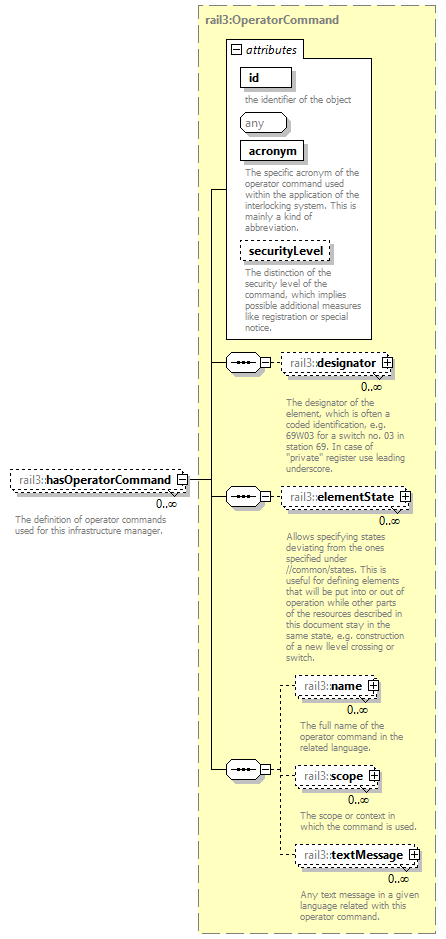 rail3:OperatorCommand
attributes
id
the identifier of the object
any
acronym
The specific acronym of the
operator command used
within the application of the
interlocking system. This is
mainly a kind of
abbreviation.
securityLevel
The distinction of the
security level of the
command, which implies
possible additional measures
like registration or special
notice.
rail3::designator
0..∞
The designator of the
element, which is often a
coded identification, e.g.
69W03 for a switch no. 03 in
station 69. In case of
"private" register use leading
underscore.
rail3::hasOperatorCommand
0..∞
The definition of operator commands
used for this infrastructure manager.
rail3::elementState
0..∞
Allows specifying states
deviating from the ones
specified under
//common/states. This is
useful for defining elements
that will be put into or out of
operation while other parts
of the resources described in
this document stay in the
same state, e.g. construction
of a new llevel crossing or
switch.
rail3::name
0..∞
The full name of the
operator command in the
related language.
rail3::scope
0..∞
The scope or context in
which the command is used.
rail3::textMessage
0..∞
Any text message in a given
language related with this
operator command.